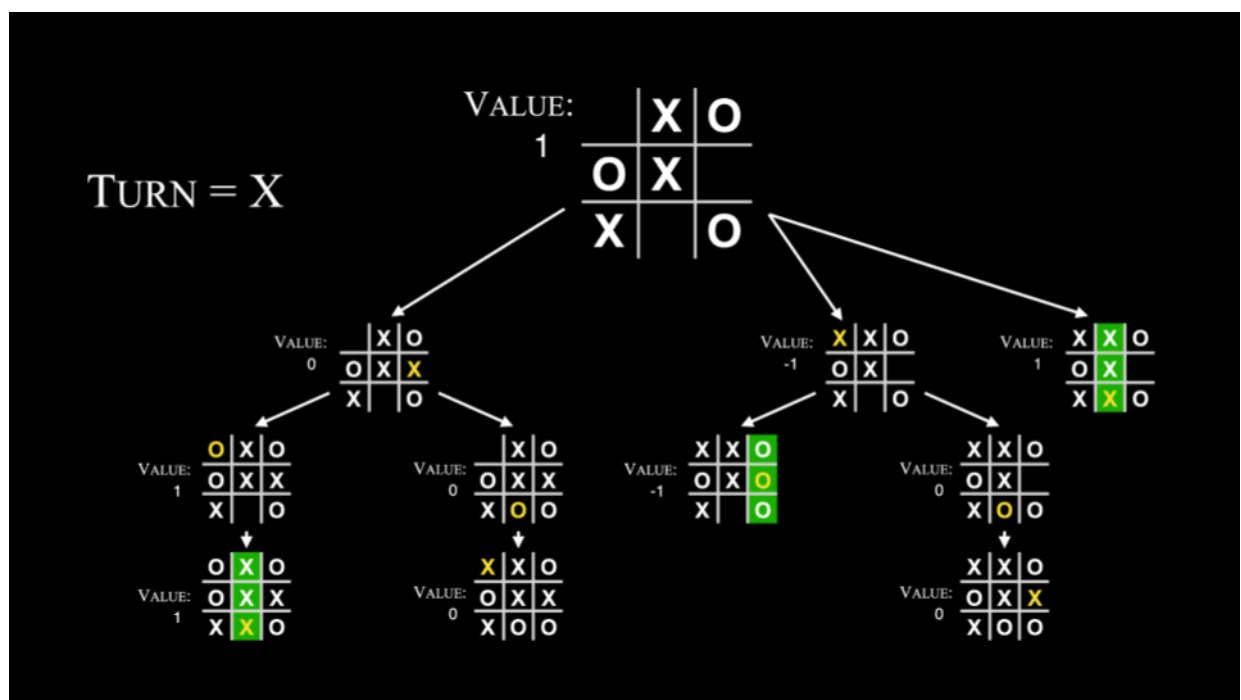 VALUE:
1
X O
O X
X O
TURN = X
VALUE:
0
X O
O X X
X O
VALUE:
-1
X X O
O X
X O
VALUE:
1
X X O
O X
X X O
VALUE:
1
O X O
O X X
X O
VALUE:
0
X O
O X X
X O O
VALUE:
-1
X X O
O X O
X O
VALUE:
0
X X O
O X
X O O
VALUE:
1
O X O
O X X
X X O
VALUE:
0
X X O
O X X
X O O
VALUE:
0
X X O
O X X
X O O